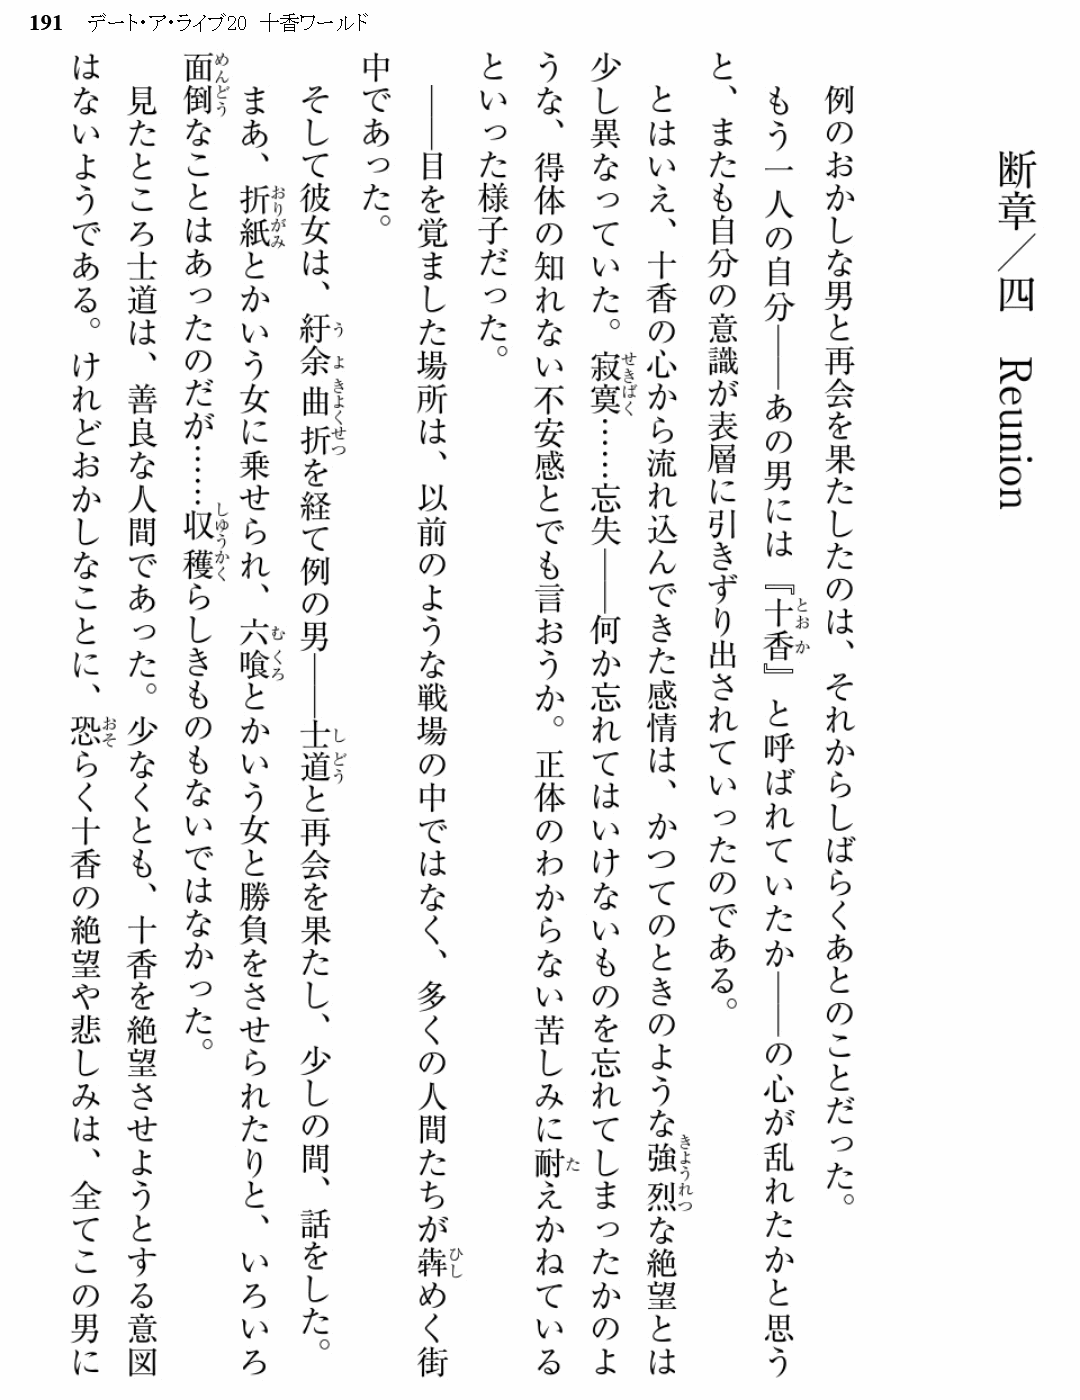 191 デート・ア・ライブ20 十香ワールド
断章／四 Reunion
例のおかしな男と再会を果たしたのは、それからしばらくあとのことだった。
もう一人の自分――あの男には『十香』と呼ばれていたか――の心が乱れたかと思う
と、またも自分の意識が表層に引きずり出されていったのである。
とはいえ、十香の心から流れ込んできた感情は、かつてのときのような強烈な絶望とは
少し異なっていた。寂寞……忘失――何か忘れてはいけないものを忘れてしまったかのよ
うな、得体の知れない不安感とでも言おうか。正体のわからない苦しみに耐えかねている
といった様子だった。
――目を覚ました場所は、以前のような戦場の中ではなく、多くの人間たちが犇めく街
中であった。
そして彼女は、紆余曲折を経て例の男――士道と再会を果たし、少しの間、話をした。
まあ、折紙とかいう女に乗せられ、六喰とかいう女と勝負をさせられたりと、いろいろ
面倒なことはあったのだが……収穫らしきものもないではなかった。
見たところ士道は、善良な人間であった。少なくとも、十香を絶望させようとする意図
はないようである。けれどおかしなことに、恐らく十香の絶望や悲しみは、全てこの男に